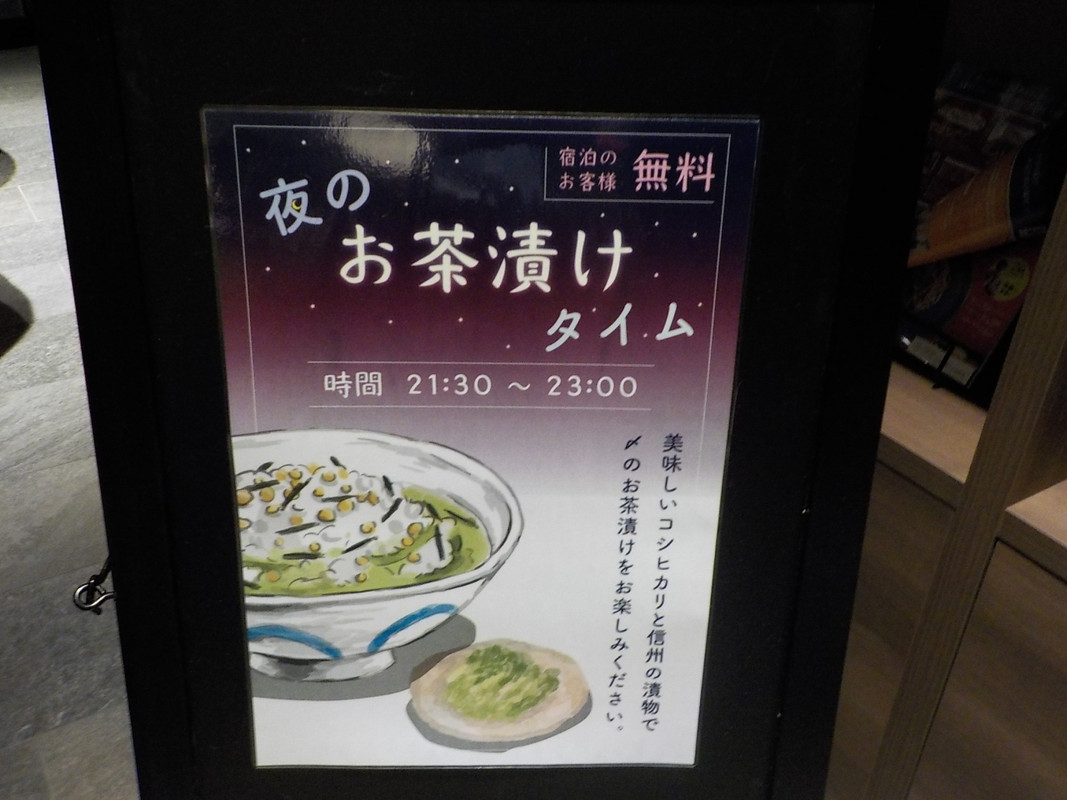 宿泊の
お客様
無料
夜の
お茶漬け
タイム
時間 21:30 ～ 23:00
美味しいコシヒカリと信州の漬物で
〆のお茶漬けをお楽しみください。